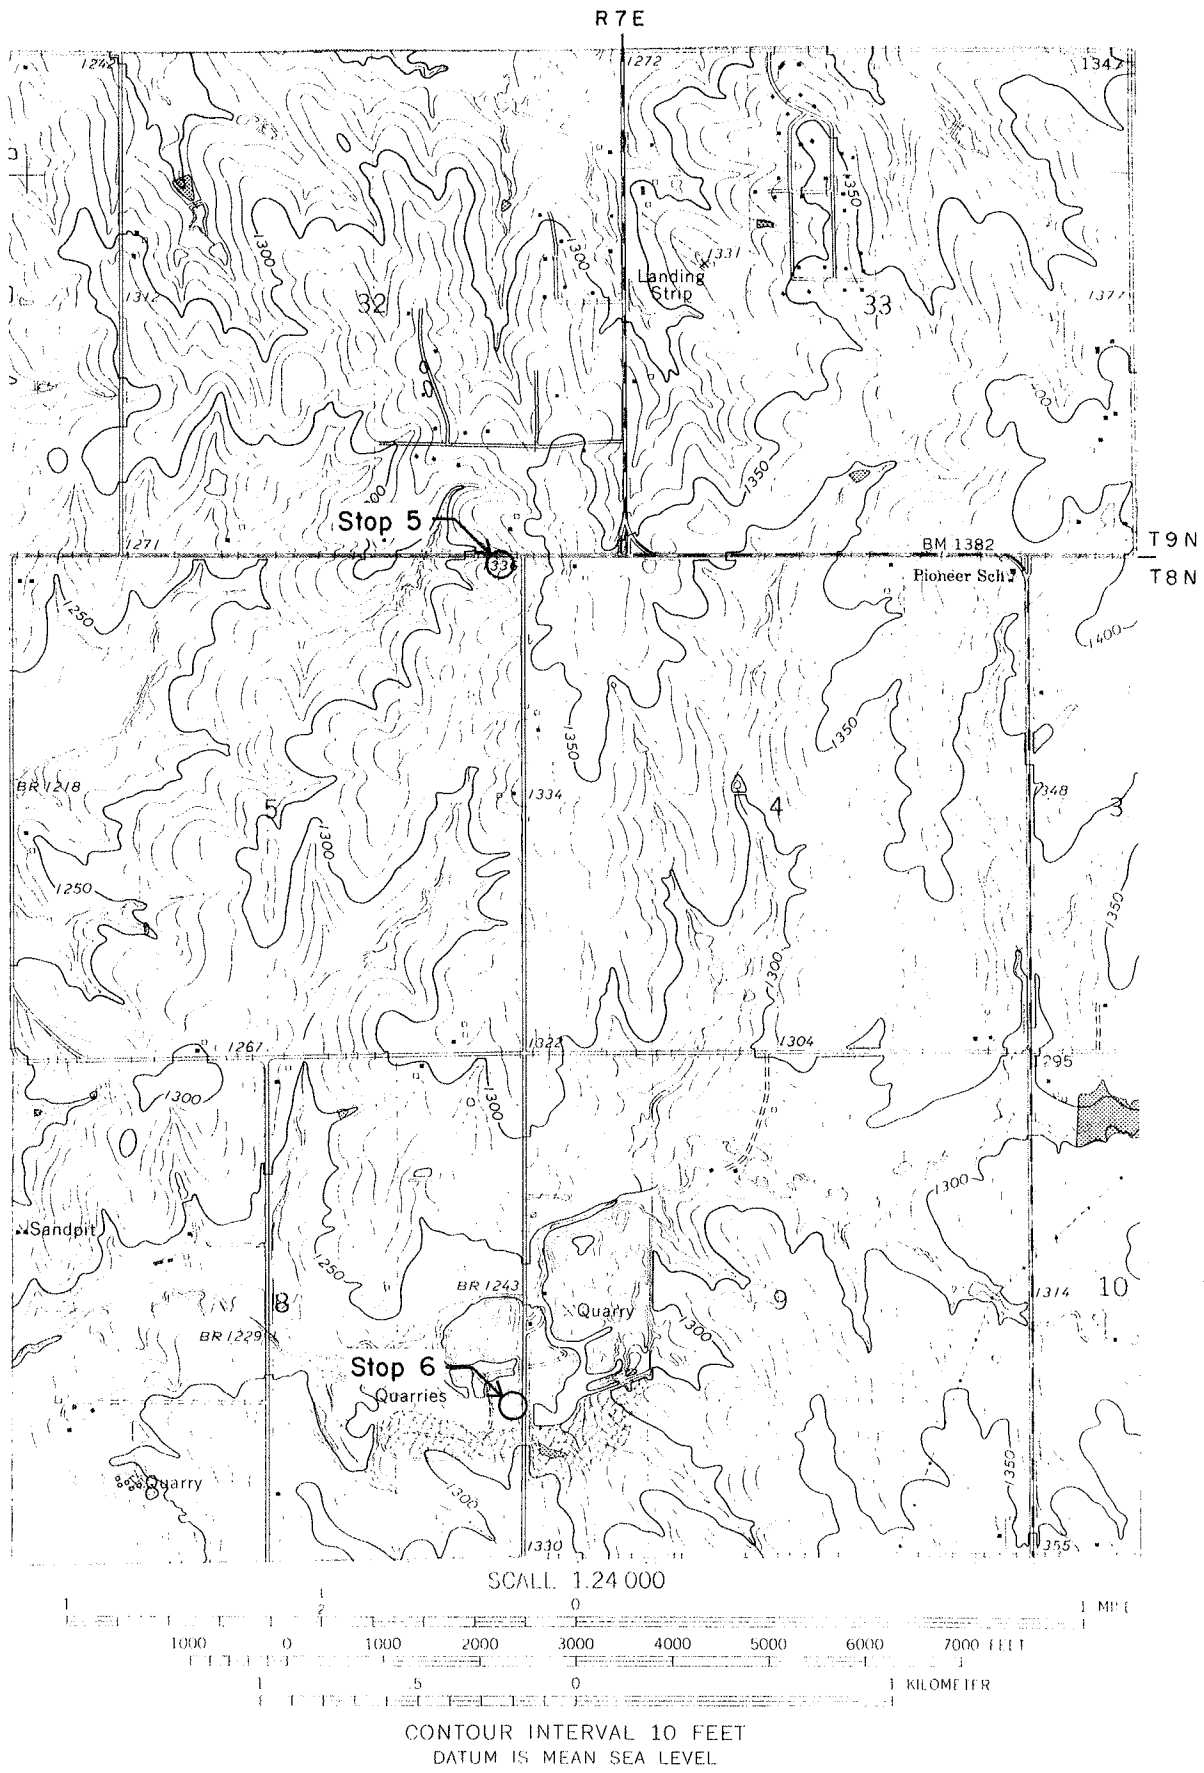 R7E
1242
1272
1347
1350
1300
1331
Landing
Strip
1300
1312
32
33
1377
1350
Stop 5
1271
BM 1382
T9N
T8N
Pioneer Sch
1250
1400
1350
1350
BR 1218
5
1334
4
1348
3
1300
1250
1350
1300
1267
1322
1304
1300
1300
1300
Sandpit
1250
BR 1243
8
Quarry
9
1314
10
BR 1229
1300
Stop 6
Quarries
Quarry
1300
1350
1330
SCALE 1:24 000
1 1/2 0 1 MILE
1000 0 1000 2000 3000 4000 5000 6000 7000 FEET
1 .5 0 1 KILOMETER
CONTOUR INTERVAL 10 FEET
DATUM IS MEAN SEA LEVEL